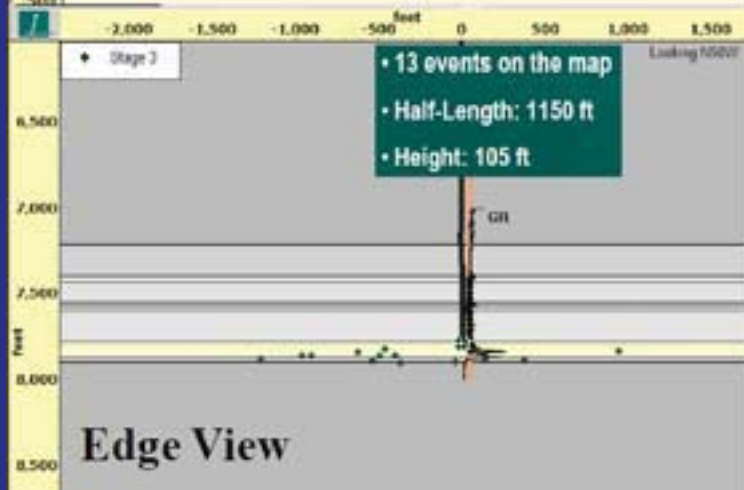 feet
-2,000 -1,500 -1,000 -500 0 500 1,000 1,500
Stage 3
Looking N50W
• 13 events on the map
• Half-Length: 1150 ft
• Height: 105 ft
6,500
7,000
GR
7,500
feet
8,000
Edge View
8,500